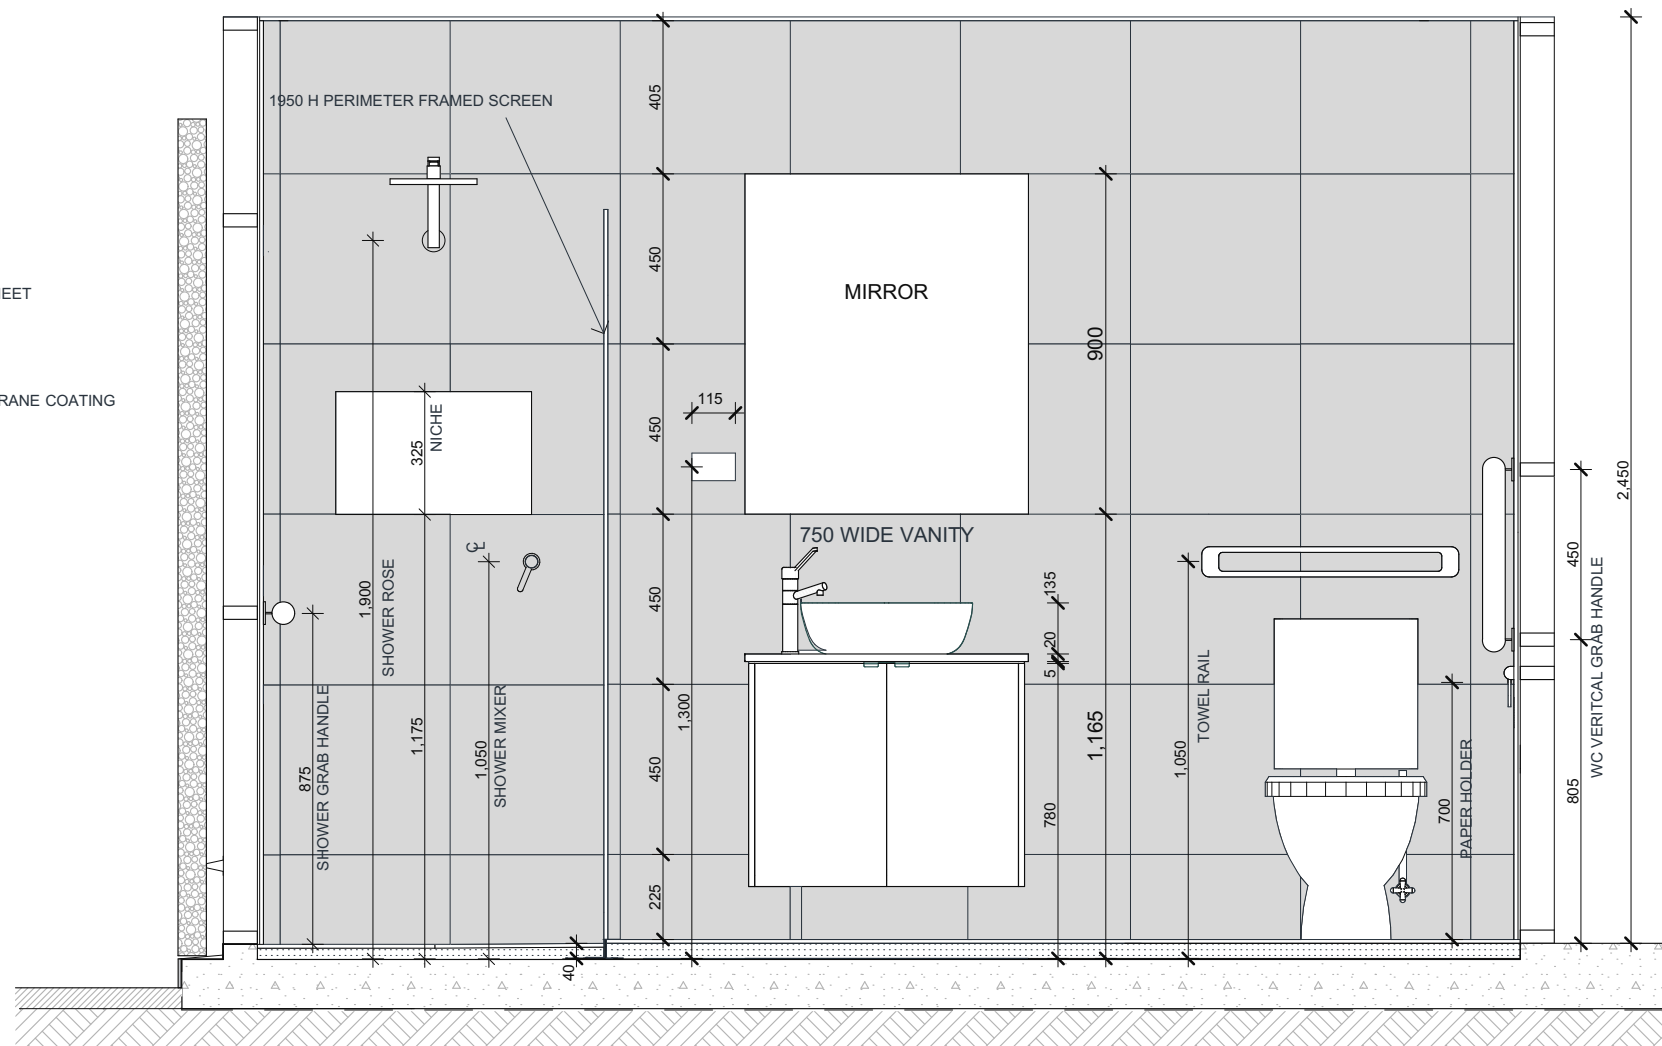 1950 H PERIMETER FRAMED SCREEN
405
450
MIRROR
EET
RANE COATING
900
115
450
NICHE
325
2,450
750 WIDE VANITY
℄
450
WC VERITCAL GRAB HANDLE
135
20
5
450
1,900
SHOWER ROSE
TOWEL RAIL
1,300
1,175
1,050
SHOWER MIXER
875
SHOWER GRAB HANDLE
450
1,165
1,050
780
700
PAPER HOLDER
805
225
40